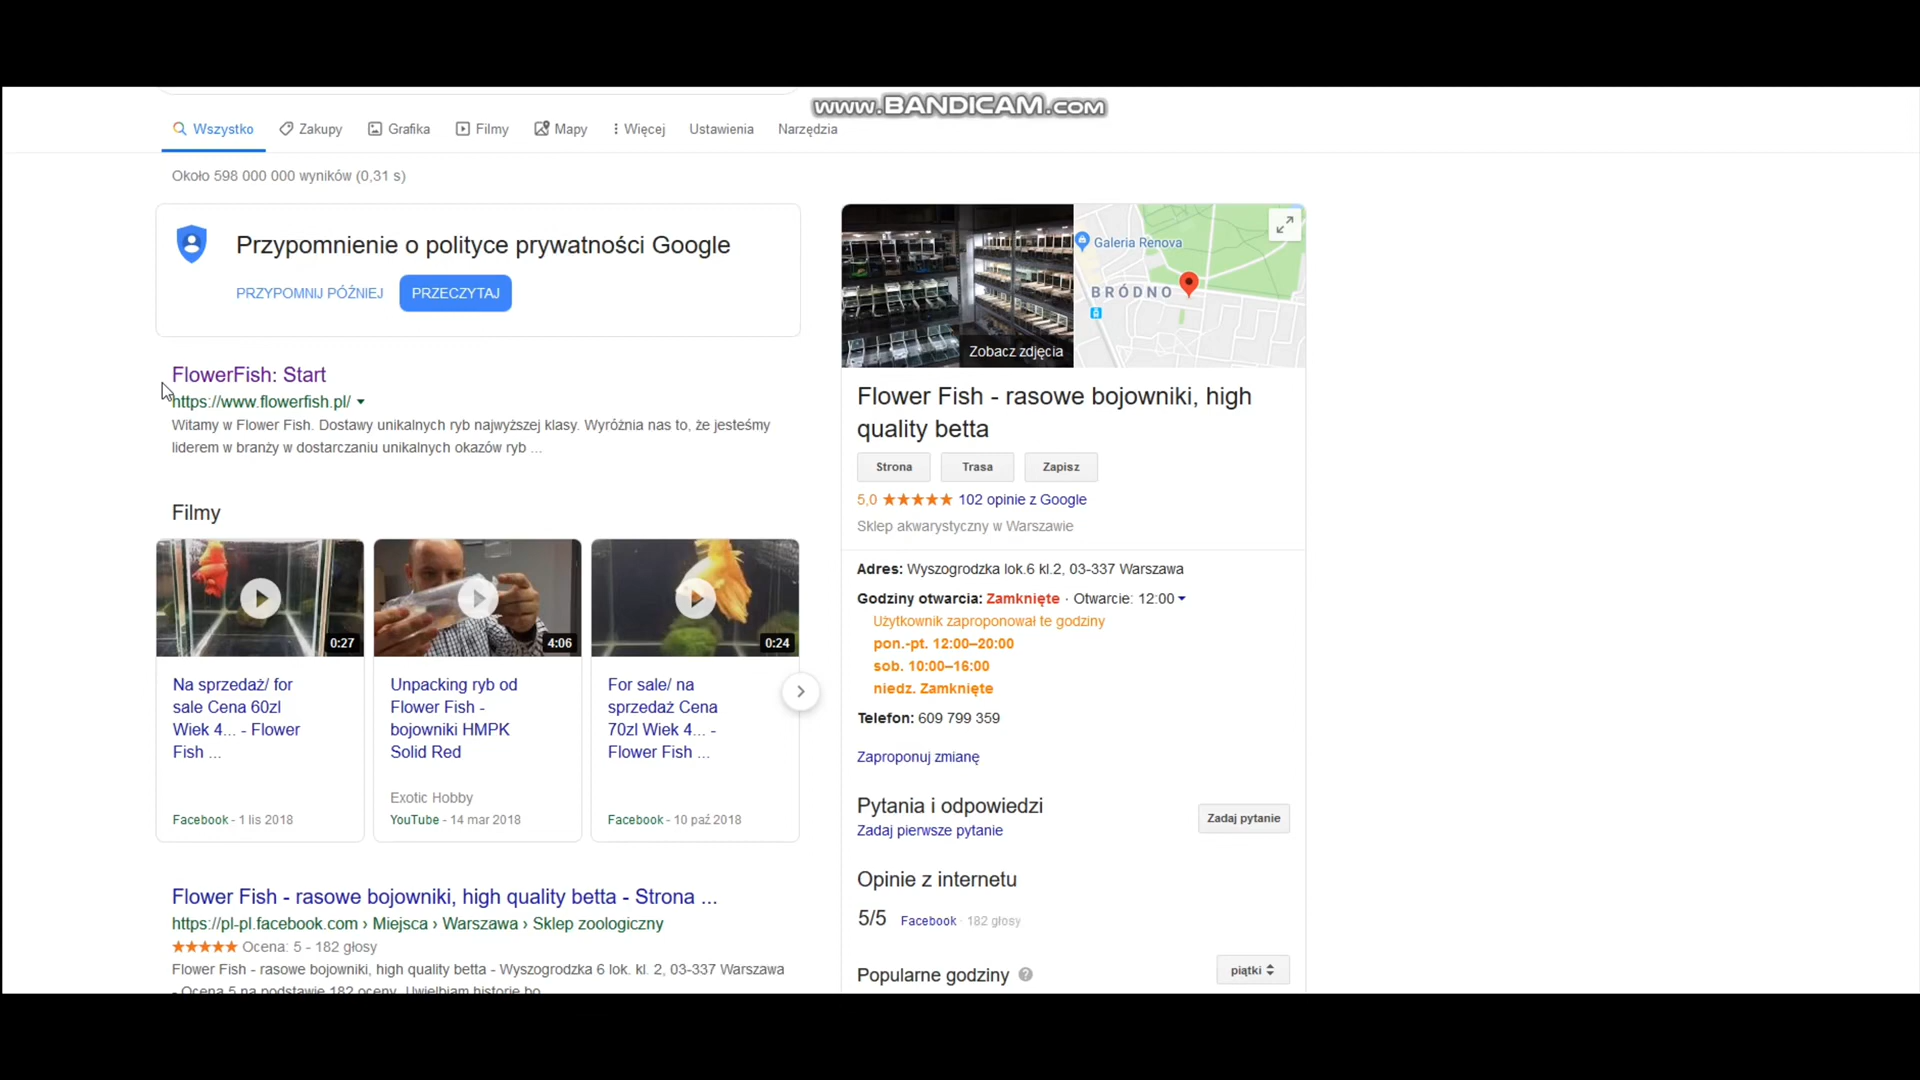 www.BANDICAM.com
Wszystko Zakupy Grafika Filmy Mapy Więcej Ustawienia Narzędzia
Około 598 000 000 wyników (0,31 s)
Przypomnienie o polityce prywatności Google
PRZYPOMNIJ PÓŹNIEJ PRZECZYTAJ
FlowerFish: Start
https://www.flowerfish.pl/
Witamy w Flower Fish. Dostawy unikalnych ryb najwyższej klasy. Wyróżnia nas to, że jesteśmy
liderem w branży w dostarczaniu unikalnych okazów ryb ...
Filmy
0:27
Na sprzedaż/ for
sale Cena 60zl
Wiek 4... - Flower
Fish ...
Facebook - 1 lis 2018
4:06
Unpacking ryb od
Flower Fish -
bojowniki HMPK
Solid Red
Exotic Hobby
YouTube - 14 mar 2018
0:24
For sale/ na
sprzedaż Cena
70zl Wiek 4... -
Flower Fish ...
Facebook - 10 paź 2018
Flower Fish - rasowe bojowniki, high quality betta - Strona ...
https://pl-pl.facebook.com › Miejsca › Warszawa › Sklep zoologiczny
★★★★★ Ocena: 5 - 182 głosy
Flower Fish - rasowe bojowniki, high quality betta - Wyszogrodzka 6 lok. kl. 2, 03-337 Warszawa
- Ocena 5 na podstawie 182 oceny „Uwielbiam historie bo
Zobacz zdjęcia
Galeria Renova
BRÓDNO
Flower Fish - rasowe bojowniki, high
quality betta
Strona Trasa Zapisz
5,0 ★★★★★ 102 opinie z Google
Sklep akwarystyczny w Warszawie
Adres: Wyszogrodzka lok.6 kl.2, 03-337 Warszawa
Godziny otwarcia: Zamknięte · Otwarcie: 12:00
Użytkownik zaproponował te godziny
pon.-pt. 12:00–20:00
sob. 10:00–16:00
niedz. Zamknięte
Telefon: 609 799 359
Zaproponuj zmianę
Pytania i odpowiedzi
Zadaj pierwsze pytanie
Zadaj pytanie
Opinie z internetu
5/5 Facebook · 182 głosy
Popularne godziny ?
piątki